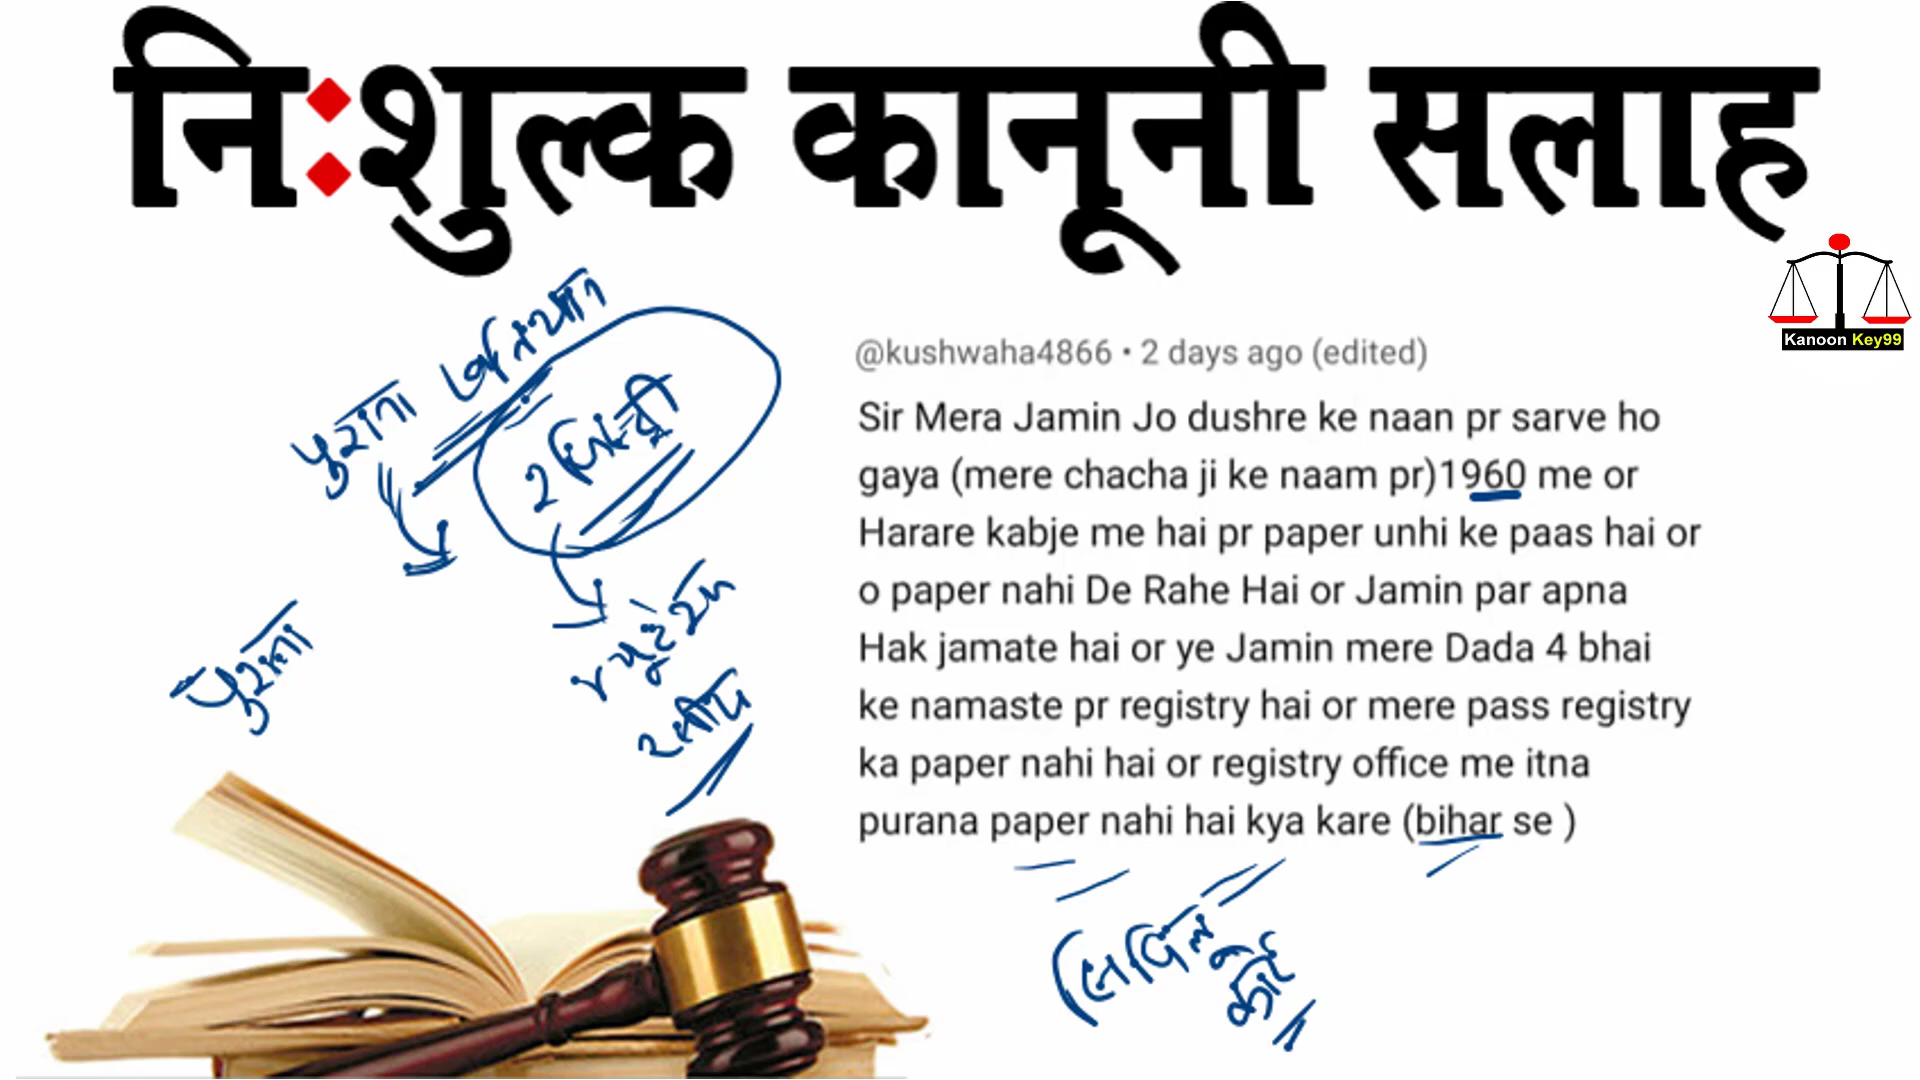 नि:शुल्क कानूनी सलाह
Kanoon Key99
@kushwaha4866 • 2 days ago (edited)
Sir Mera Jamin Jo dushre ke naan pr sarve ho
gaya (mere chacha ji ke naam pr)1960 me or
Harare kabje me hai pr paper unhi ke paas hai or
o paper nahi De Rahe Hai or Jamin par apna
Hak jamate hai or ye Jamin mere Dada 4 bhai
ke namaste pr registry hai or mere pass registry
ka paper nahi hai or registry office me itna
purana paper nahi hai kya kare (bihar se )
पुराना
2
पुराना
सिविल कोर्ट